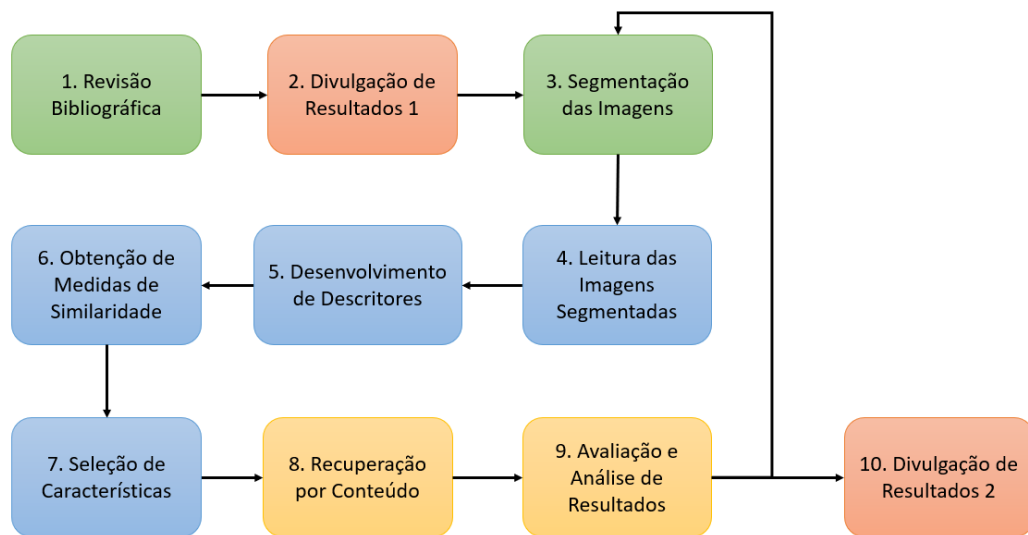 1. Revisão
Bibliográfica
2. Divulgação de
Resultados 1
3. Segmentação
das Imagens
4. Leitura das
Imagens
Segmentadas
5. Desenvolvimento
de Descritores
6. Obtenção de
Medidas de
Similaridade
7. Seleção de
Características
8. Recuperação
por Conteúdo
9. Avaliação e
Análise de
Resultados
10. Divulgação de
Resultados 2